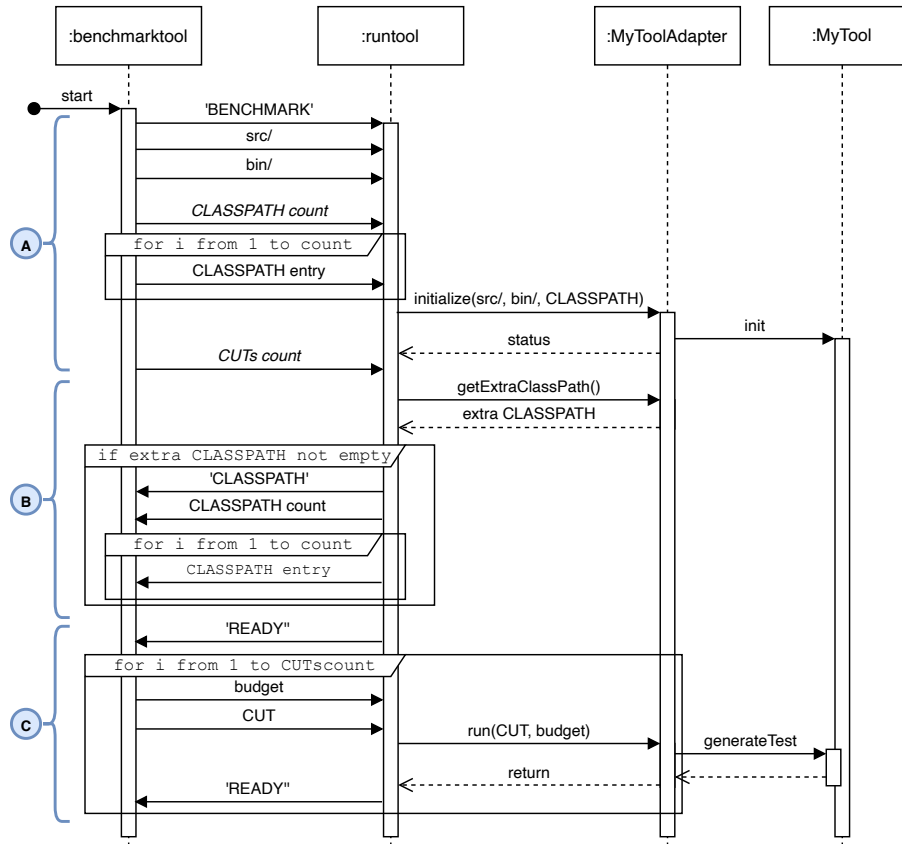 :benchmarktool
:runtool
:MyToolAdapter
:MyTool
start
'BENCHMARK'
src/
bin/
CLASSPATH count
A
for i from 1 to count
CLASSPATH entry
initialize(src/, bin/, CLASSPATH)
init
status
CUTs count
getExtraClassPath()
extra CLASSPATH
if extra CLASSPATH not empty
'CLASSPATH'
B
CLASSPATH count
for i from 1 to count
CLASSPATH entry
'READY"
for i from 1 to CUTscount
budget
C
CUT
run(CUT, budget)
generateTest
return
'READY"